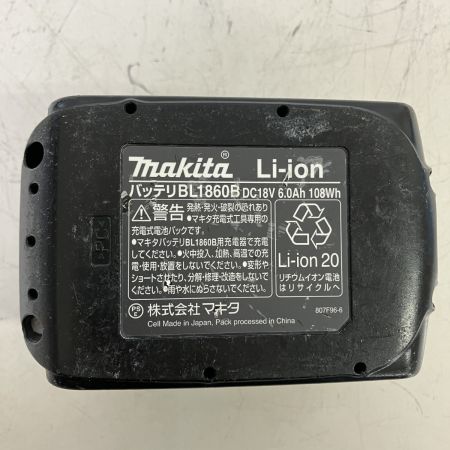 makita® Li-ion
バッテリBL1860B DC18V 6.0Ah 108Wh
⚠警告 発熱・発火・破裂の恐れあり
●マキタ充電式工具専用の
充電式電池パックです。
●マキタバッテリBL1860B用充電器で充電
してください。●火中投入、加熱、高温での充
電・使用・放置をしないでください。●変形や
ショートさせたり、分解・修理・改造をしないで
ください。●雨や水にぬらさないでください。
Li-ion 20
リチウムイオン電池
はリサイクルへ
PSE 株式会社マキタ
Cell Made in Japan, Pack processed in China
807F96-6